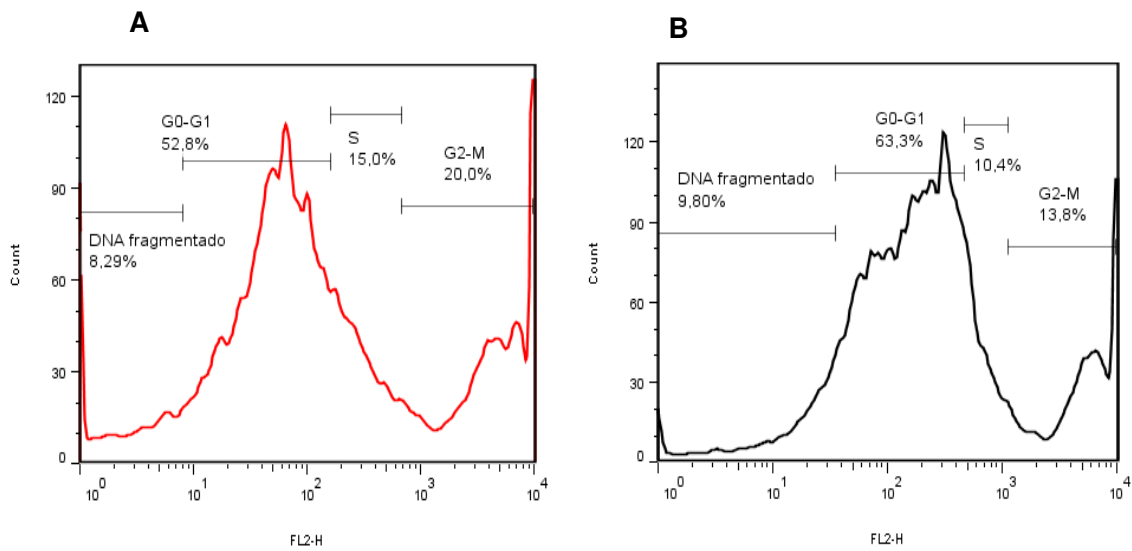 A
120
90
60
30
0
Count
G0-G1
52,8%
S
15,0%
G2-M
20,0%
DNA fragmentado
8,29%
10^0
10^1
10^2
10^3
10^4
FL2-H
B
120
90
60
30
0
Count
G0-G1
63,3%
S
10,4%
DNA fragmentado
9,80%
G2-M
13,8%
10^0
10^1
10^2
10^3
10^4
FL2-H